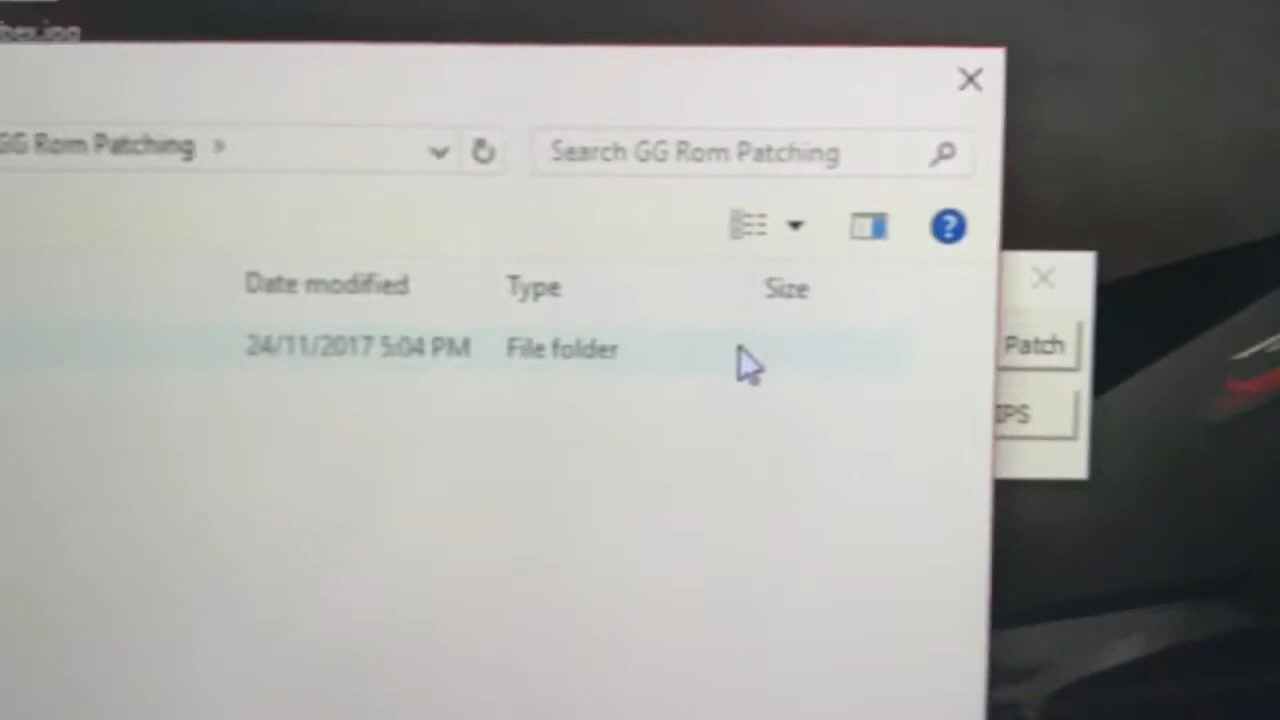 GG Rom Patching
Search GG Rom Patching
?
Date modified Type Size
24/11/2017 5:04 PM File folder
Patch
IPS